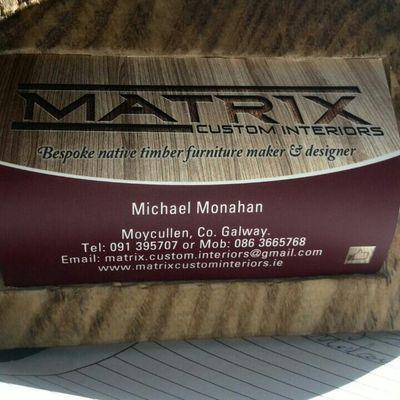 MATRIX
CUSTOM INTERIORS
Bespoke native timber furniture maker & designer
Michael Monahan
Moycullen, Co. Galway.
Tel: 091 395707 or Mob: 086 3665768
Email: matrix.custom.interiors@gmail.com
www.matrixcustominteriors.ie